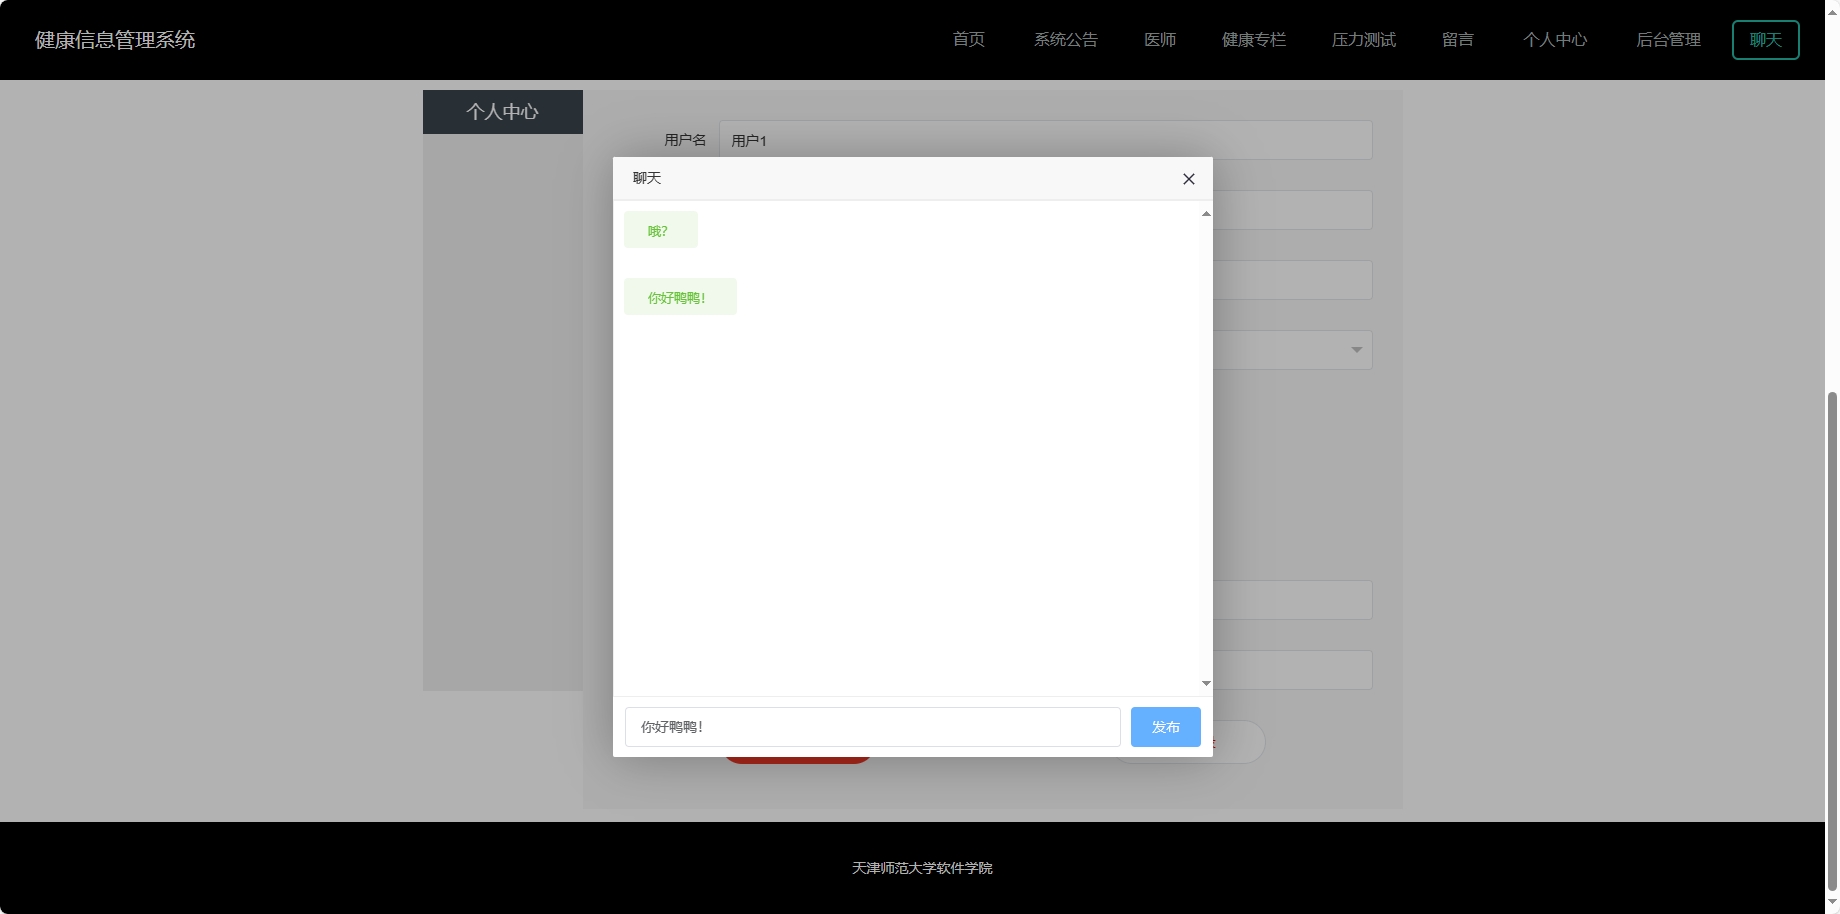 健康信息管理系统
首页 系统公告 医师 健康专栏 压力测试 留言 个人中心 后台管理 聊天
个人中心
用户名 用户1
聊天
哦?
你好鸭鸭!
你好鸭鸭! 发布
天津师范大学软件学院